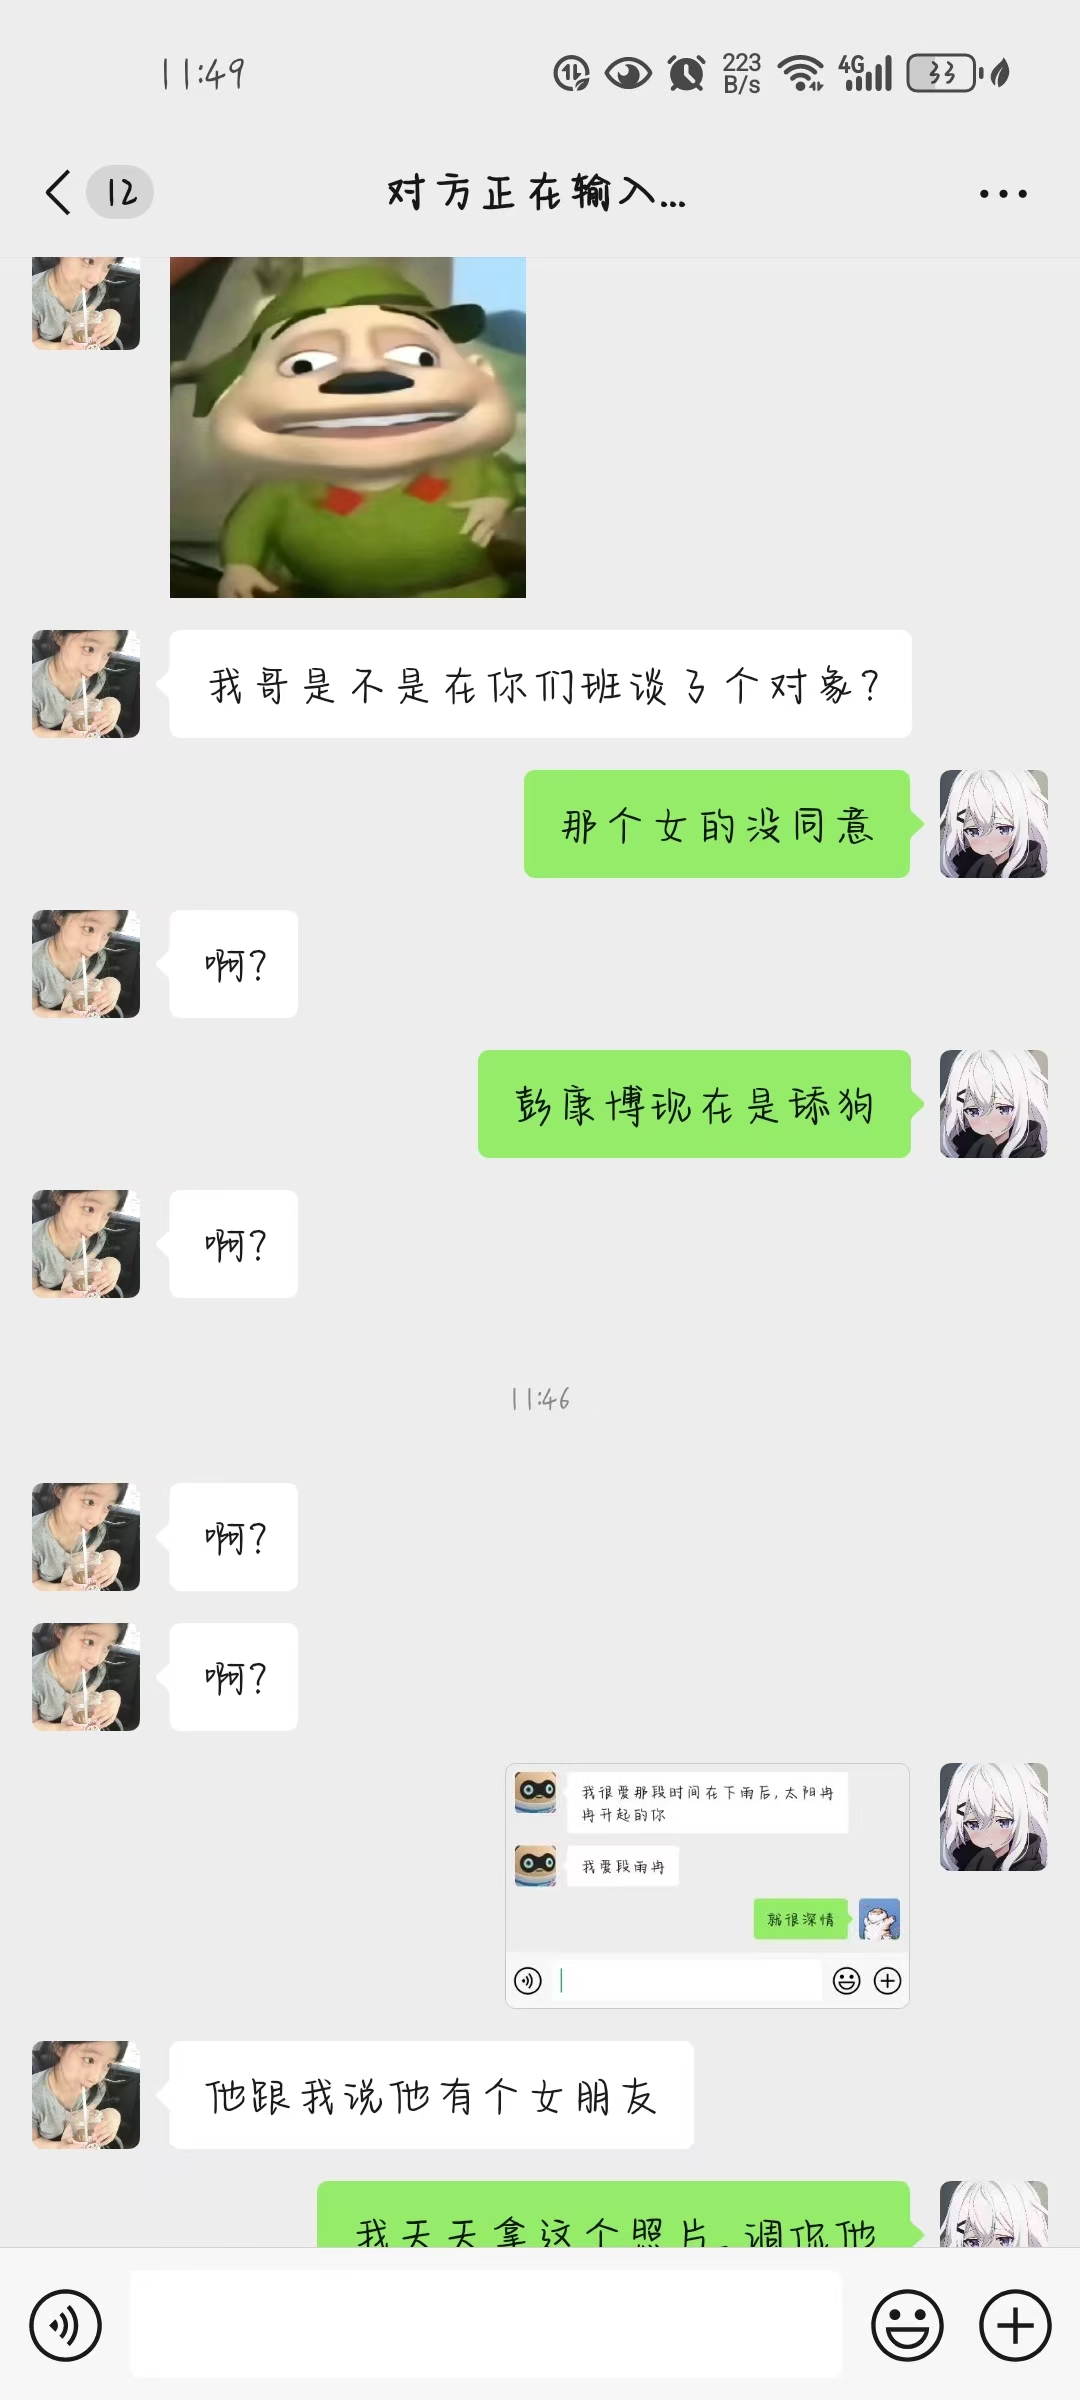 11:49
223
B/s
4G
33
12
对方正在输入...
我哥是不是在你们班谈了个对象?
那个女的没同意
啊?
彭康博现在是舔狗
啊?
11:46
啊?
啊?
我很爱那段时间在下雨后,太阳冉
冉升起的你
我爱段雨冉
就很深情
他跟我说他有个女朋友
我天天拿这个照片,调侃他